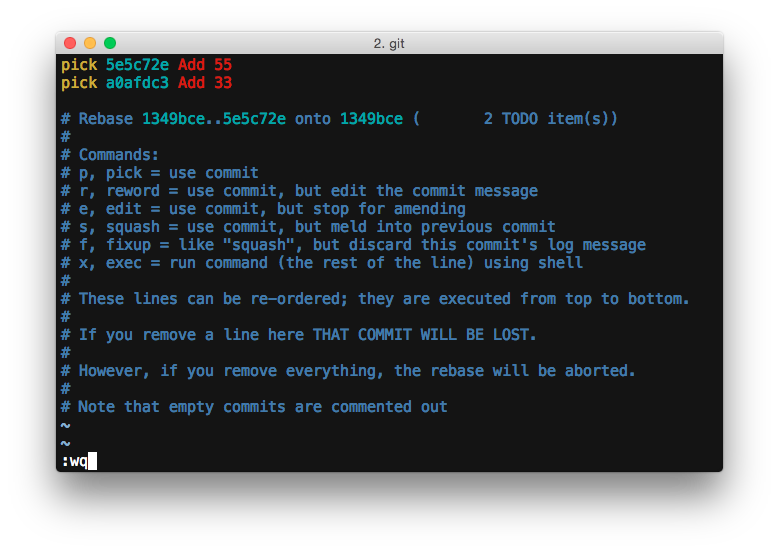 2. git
pick 5e5c72e Add 55
pick a0afdc3 Add 33
# Rebase 1349bce..5e5c72e onto 1349bce (       2 TODO item(s))
#
# Commands:
# p, pick = use commit
# r, reword = use commit, but edit the commit message
# e, edit = use commit, but stop for amending
# s, squash = use commit, but meld into previous commit
# f, fixup = like "squash", but discard this commit's log message
# x, exec = run command (the rest of the line) using shell
#
# These lines can be re-ordered; they are executed from top to bottom.
#
# If you remove a line here THAT COMMIT WILL BE LOST.
#
# However, if you remove everything, the rebase will be aborted.
#
# Note that empty commits are commented out
~
~
:wq